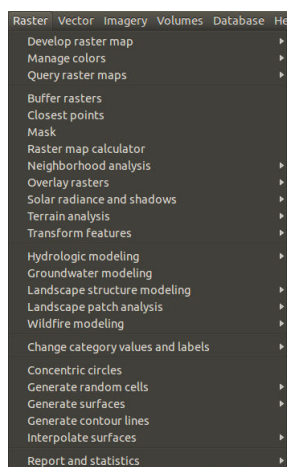 Raster Vector Imagery Volumes Database He
Develop raster map
Manage colors
Query raster maps
Buffer rasters
Closest points
Mask
Raster map calculator
Neighborhood analysis
Overlay rasters
Solar radiance and shadows
Terrain analysis
Transform features
Hydrologic modeling
Groundwater modeling
Landscape structure modeling
Landscape patch analysis
Wildfire modeling
Change category values and labels
Concentric circles
Generate random cells
Generate surfaces
Generate contour lines
Interpolate surfaces
Report and statistics